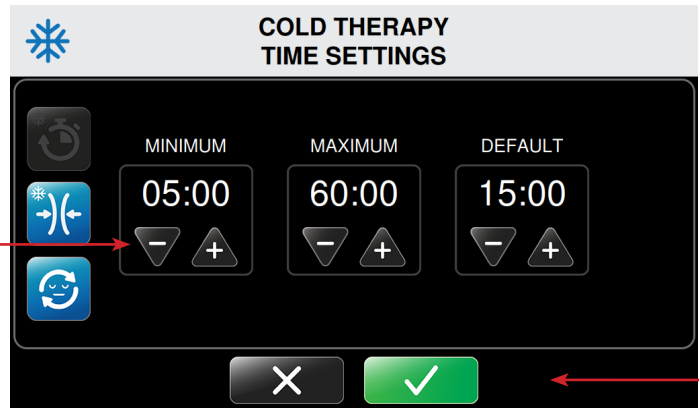 COLD THERAPY
TIME SETTINGS
MINIMUM
MAXIMUM
DEFAULT
05:00
60:00
15:00